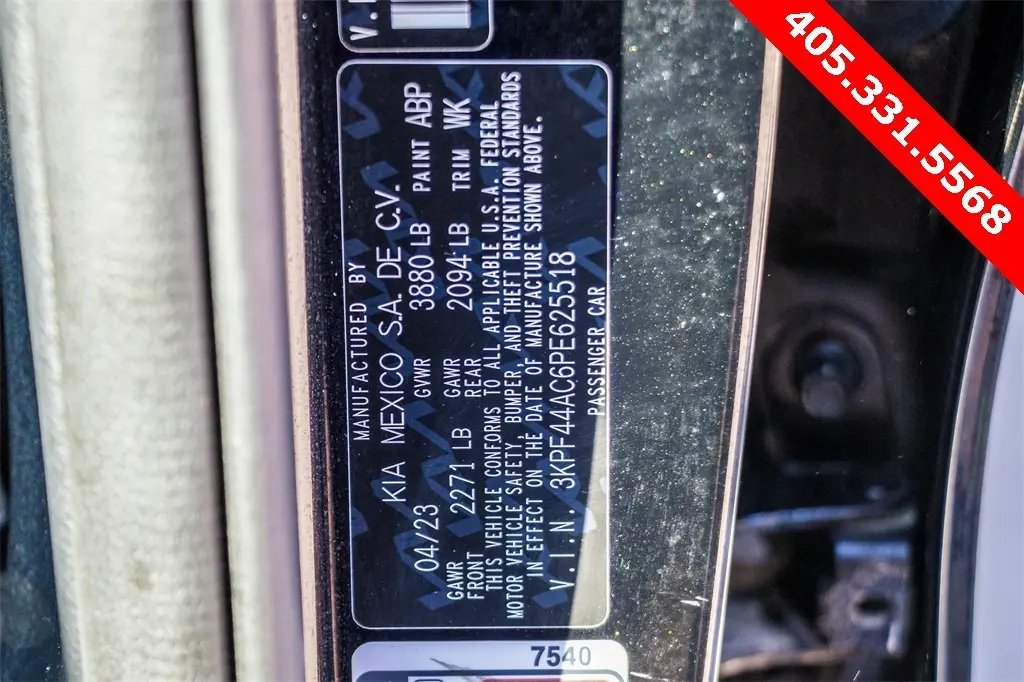 405.331.5568
MANUFACTURED BY
KIA MEXICO S.A. DE C.V.
04/23 GVWR 3880 LB PAINT ABP
GAWR FRONT 2271 LB GAWR REAR 2094 LB TRIM WK
THIS VEHICLE CONFORMS TO ALL APPLICABLE U.S.A. FEDERAL
MOTOR VEHICLE SAFETY, BUMPER, AND THEFT PREVENTION STANDARDS
IN EFFECT ON THE DATE OF MANUFACTURE SHOWN ABOVE.
V.I.N. 3KPF44AC6PE625518
PASSENGER CAR
7540